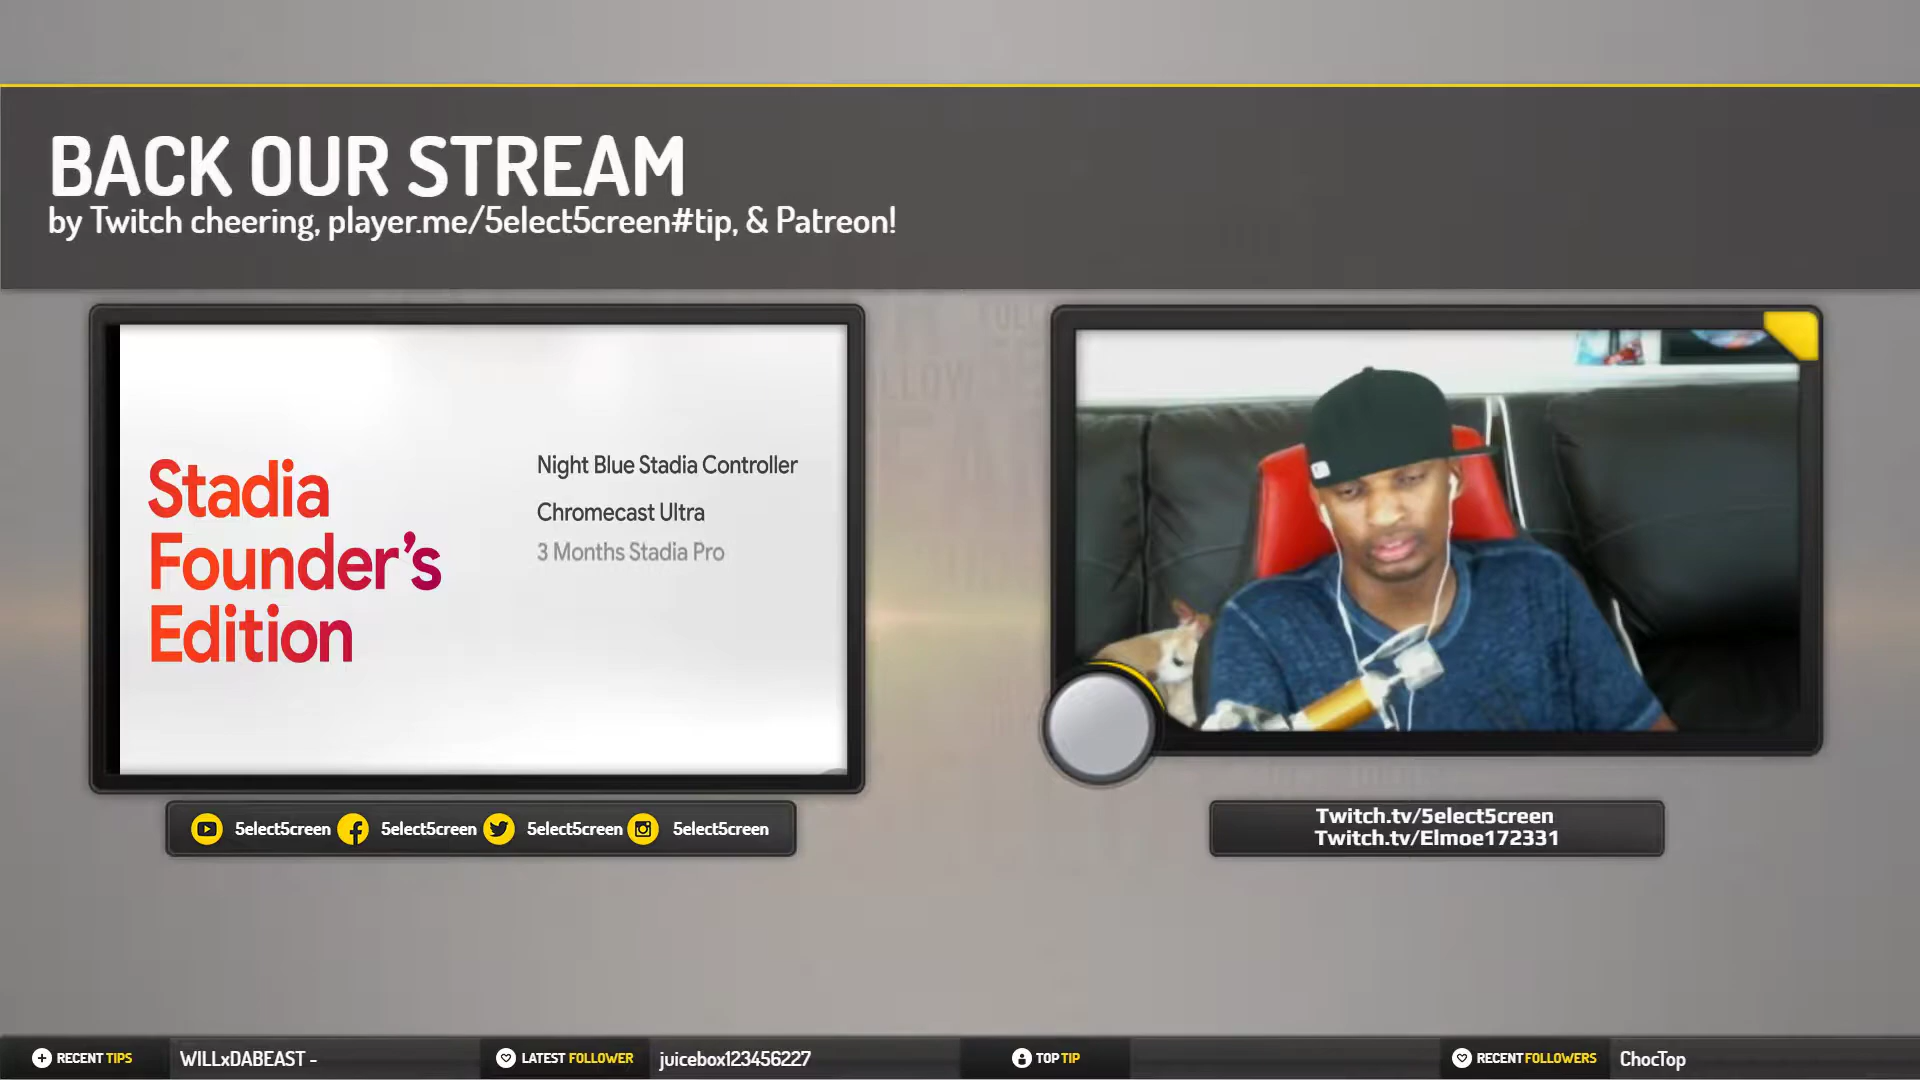 BACK OUR STREAM
by Twitch cheering, player.me/5elect5creen#tip, & Patreon!
Stadia
Founder's
Edition
Night Blue Stadia Controller
Chromecast Ultra
3 Months Stadia Pro
5elect5creen 5elect5creen 5elect5creen 5elect5creen
Twitch.tv/5elect5creen
Twitch.tv/Elmoe172331
RECENT TIPS WILLxDABEAST - LATEST FOLLOWER juicebox123456227 TOP TIP RECENT FOLLOWERS ChocTop